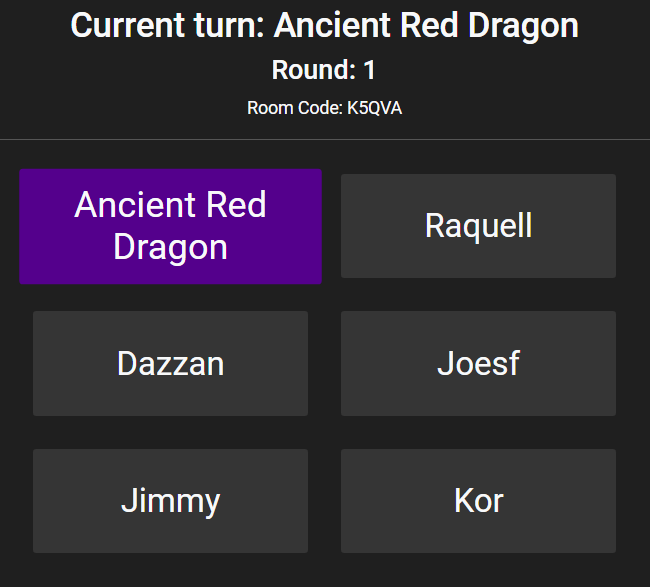 Current turn: Ancient Red Dragon
Round: 1
Room Code: K5QVA
Ancient Red
Dragon
Raquell
Dazzan
Joesf
Jimmy
Kor